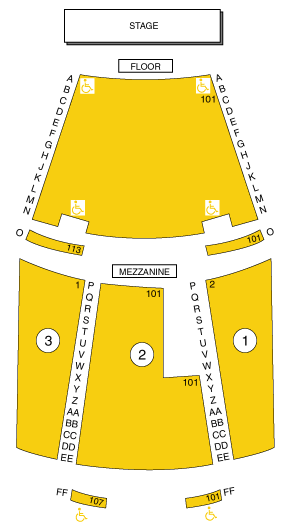 STAGE
FLOOR
A A
B 101 B
C C
D D
E E
F F
G G
H H
J J
K K
L L
M M
N N
O 113 101 O
MEZZANINE
1 P 101 P 2
Q Q
R R
S S
T T
U U
3 V 2 V 1
W W
X X
Y 101 Y
Z Z
AA AA
BB BB
CC CC
DD DD
EE EE
FF 107 101 FF